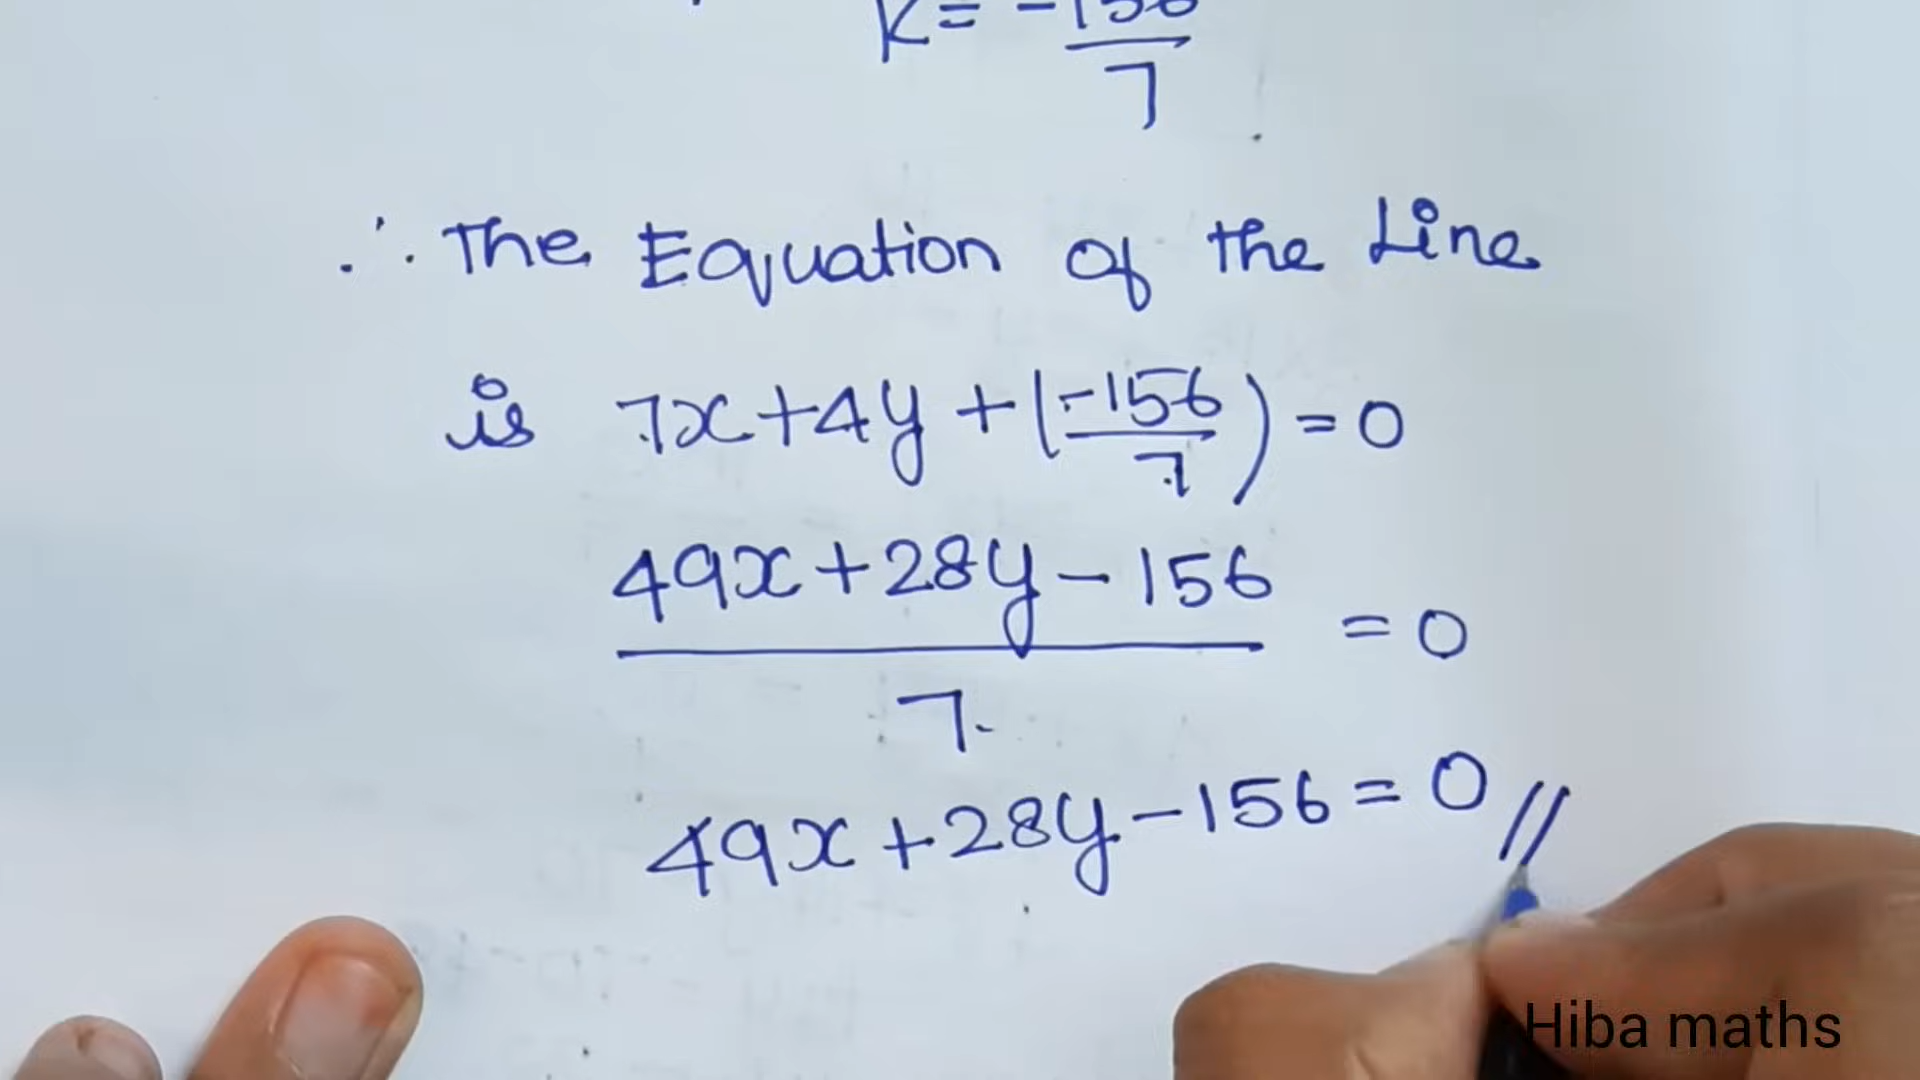 K = -156/7
∴ The Equation of the Line
is 7x+4y+(-156/7)=0
49x+28y-156/7 = 0
49x+28y-156=0//
Hiba maths